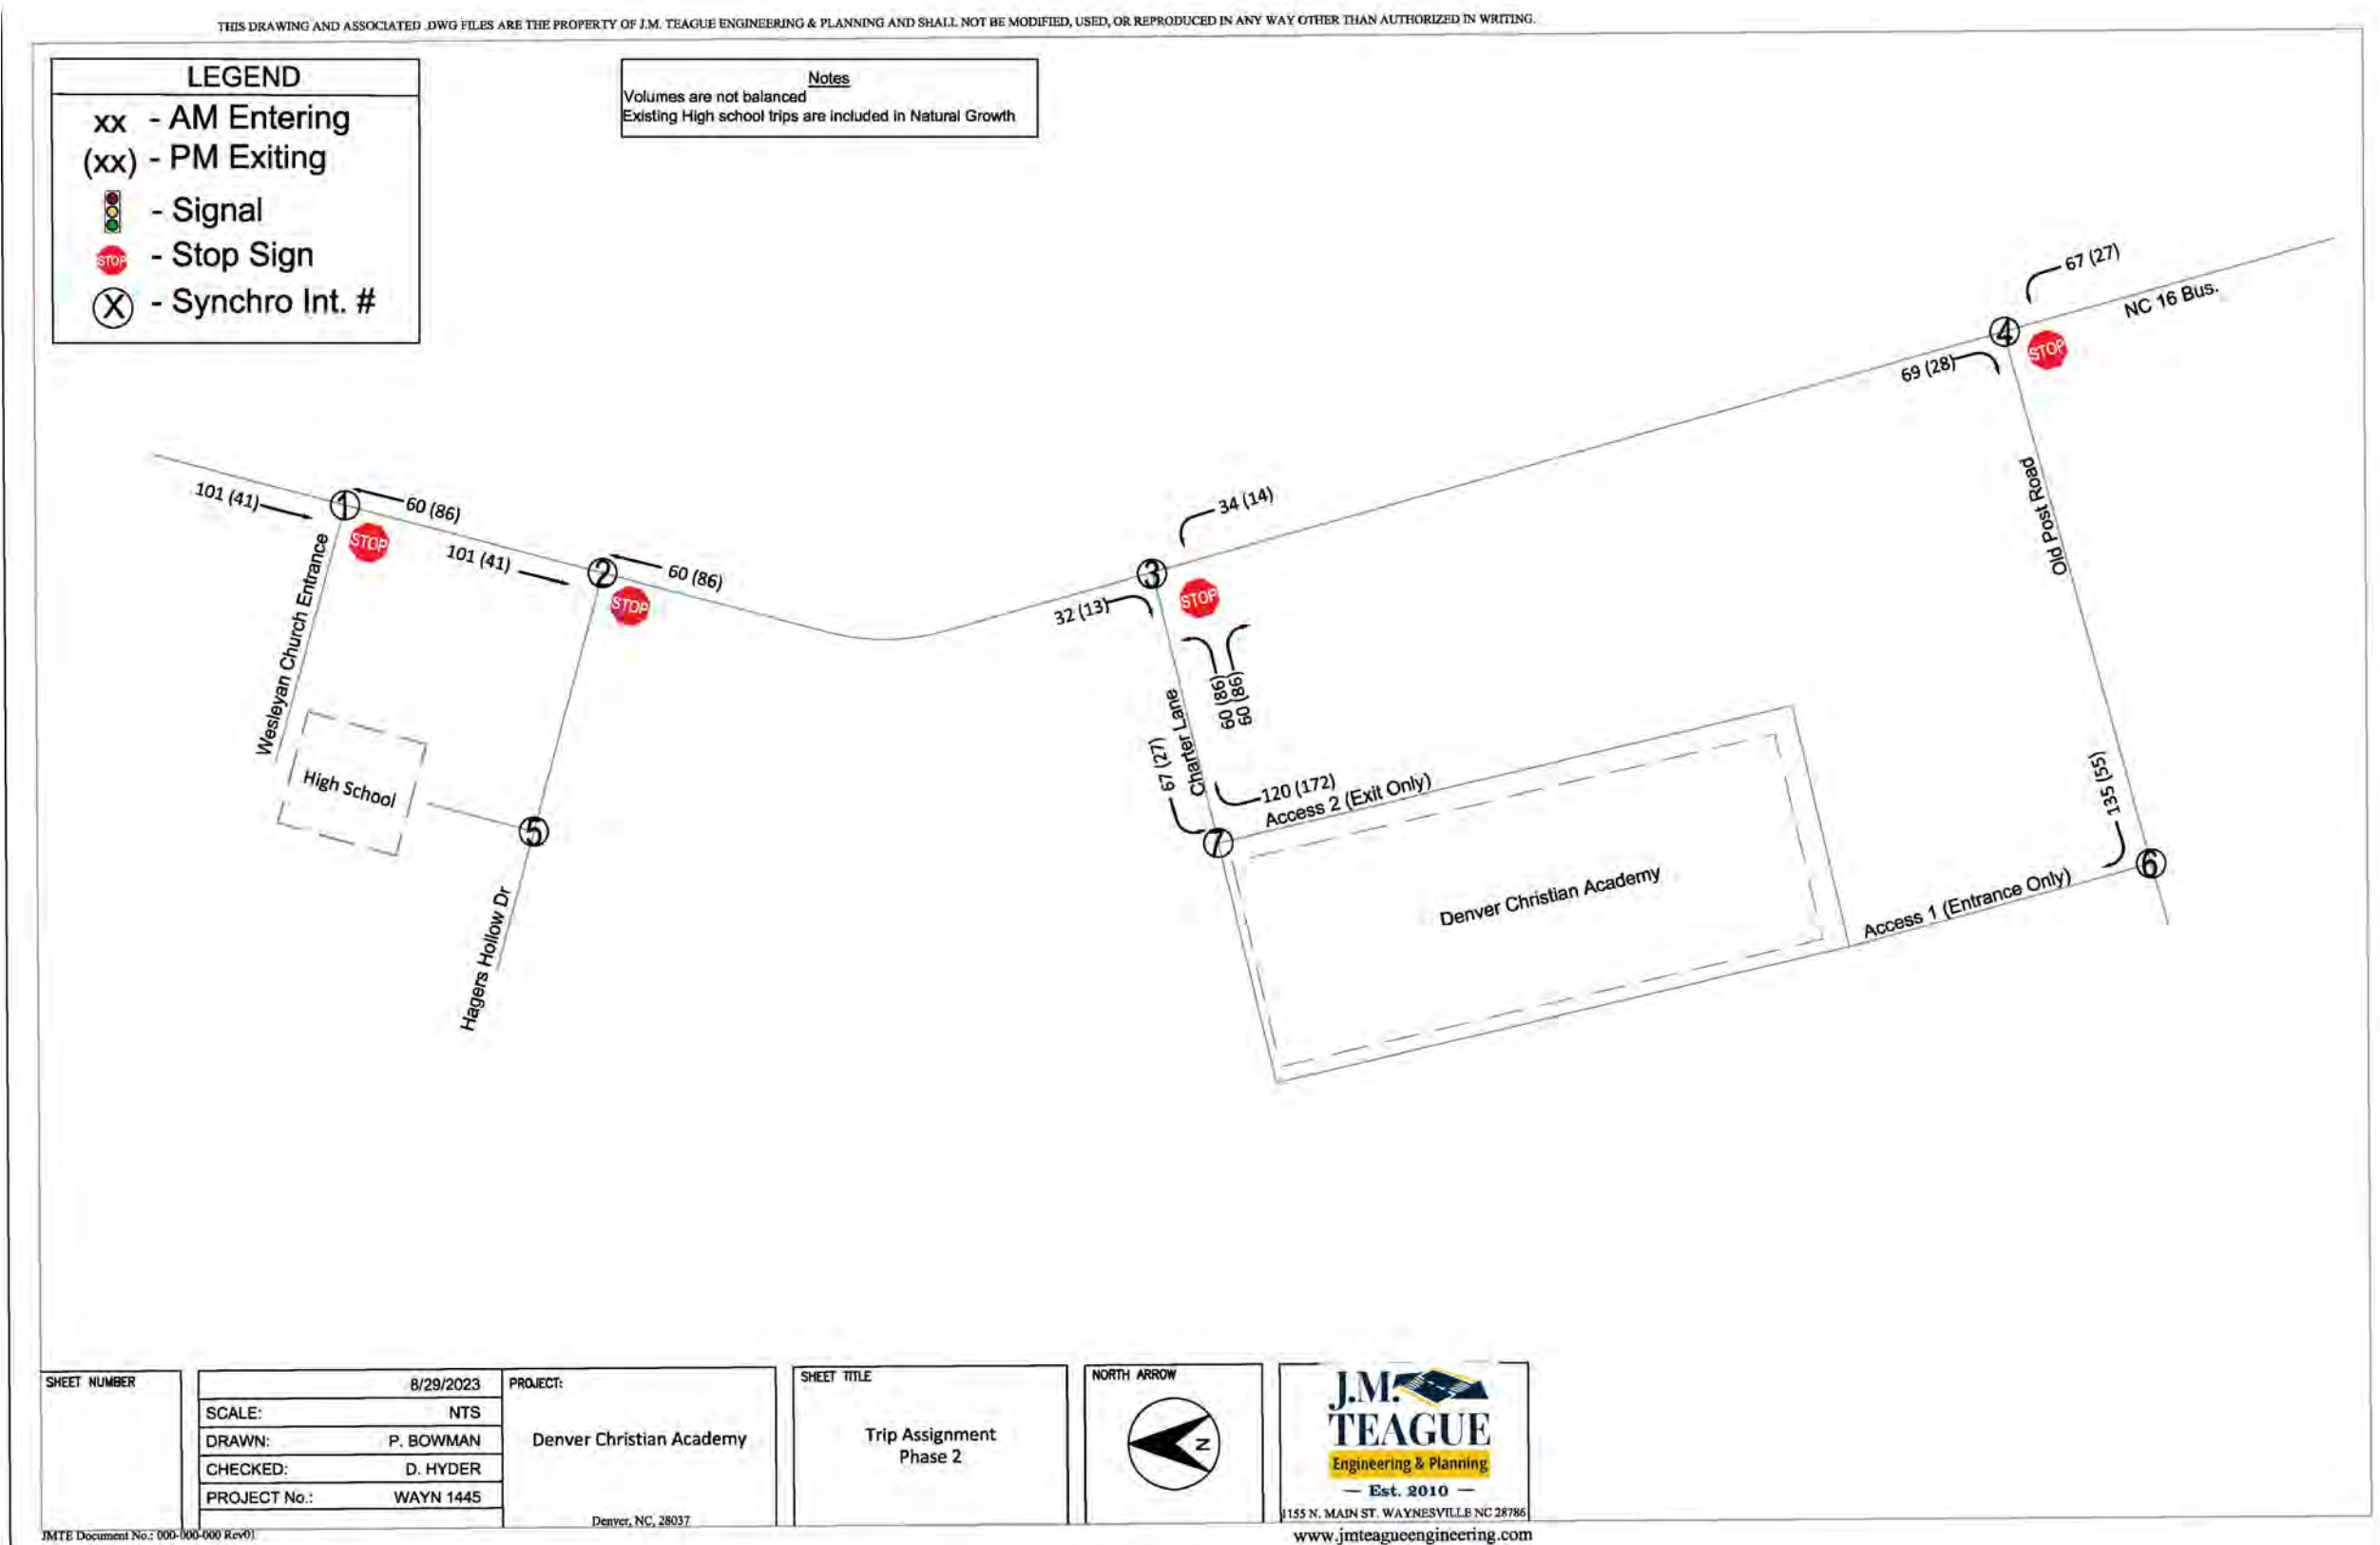 THIS DRAWING AND ASSOCIATED .DWG FILES ARE THE PROPERTY OF J.M. TEAGUE ENGINEERING & PLANNING AND SHALL NOT BE MODIFIED, USED, OR REPRODUCED IN ANY WAY OTHER THAN AUTHORIZED IN WRITING.
LEGEND
xx - AM Entering
(xx) - PM Exiting
- Signal
STOP - Stop Sign
X - Synchro Int. #
Notes
Volumes are not balanced
Existing High school trips are included in Natural Growth
67 (27)
NC 16 Bus.
4
STOP
69 (28)
Old Post Road
101 (41)
1
60 (86)
STOP
101 (41)
2
60 (86)
STOP
Wesleyan Church Entrance
High School
5
Hagers Hollow Dr
34 (14)
3
STOP
32 (13)
60 (86)
60 (86)
67 (27)
Charter Lane
120 (172)
Access 2 (Exit Only)
7
Denver Christian Academy
135 (55)
6
Access 1 (Entrance Only)
SHEET NUMBER
8/29/2023
SCALE: NTS
DRAWN: P. BOWMAN
CHECKED: D. HYDER
PROJECT No.: WAYN 1445
PROJECT:
Denver Christian Academy
Denver, NC, 28037
SHEET TITLE
Trip Assignment
Phase 2
NORTH ARROW
N
J.M.
TEAGUE
Engineering & Planning
— Est. 2010 —
1155 N. MAIN ST. WAYNESVILLE NC 28786
www.jmteagueengineering.com
JMTE Document No.: 000-000-000 Rev01